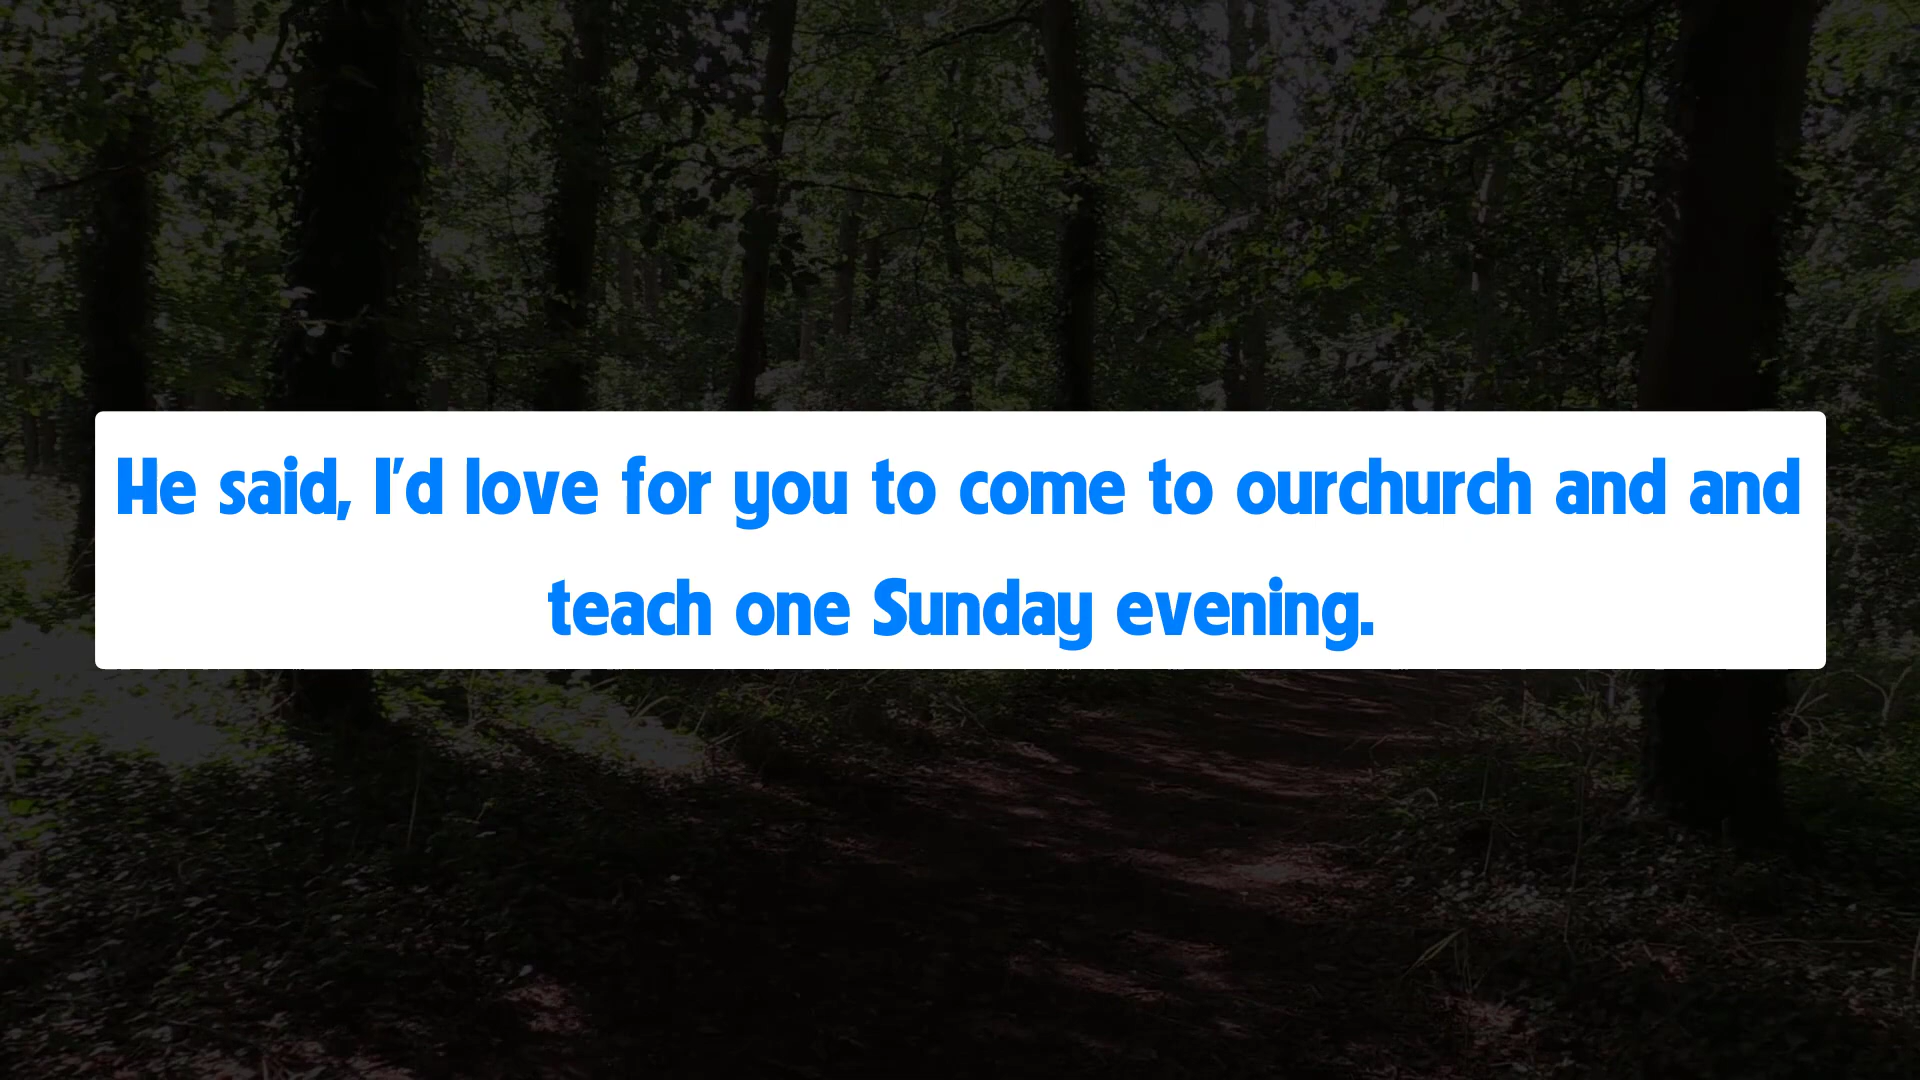 He said, I'd love for you to come to ourchurch and and
teach one Sunday evening.